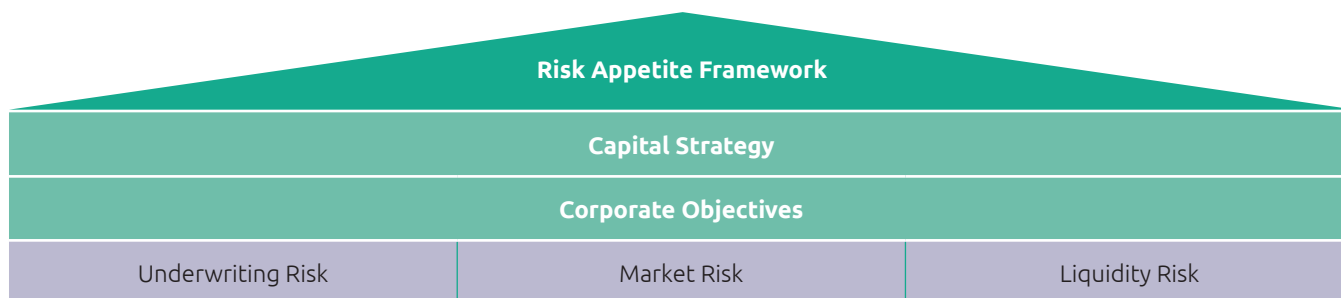 Risk Appetite Framework
Capital Strategy
Corporate Objectives
Underwriting Risk
Market Risk
Liquidity Risk